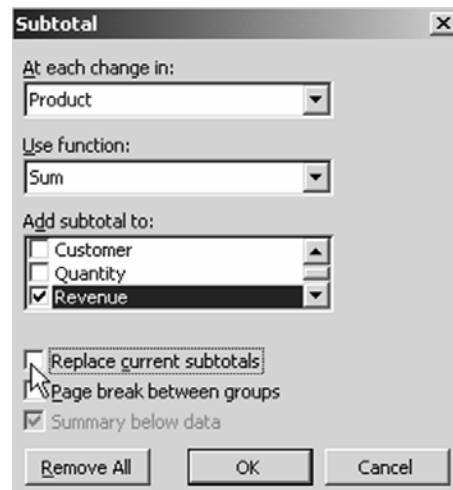 Subtotal
At each change in:
Product
Use function:
Sum
Add subtotal to:
Customer
Quantity
Revenue
Replace current subtotals
Page break between groups
Summary below data
Remove All OK Cancel